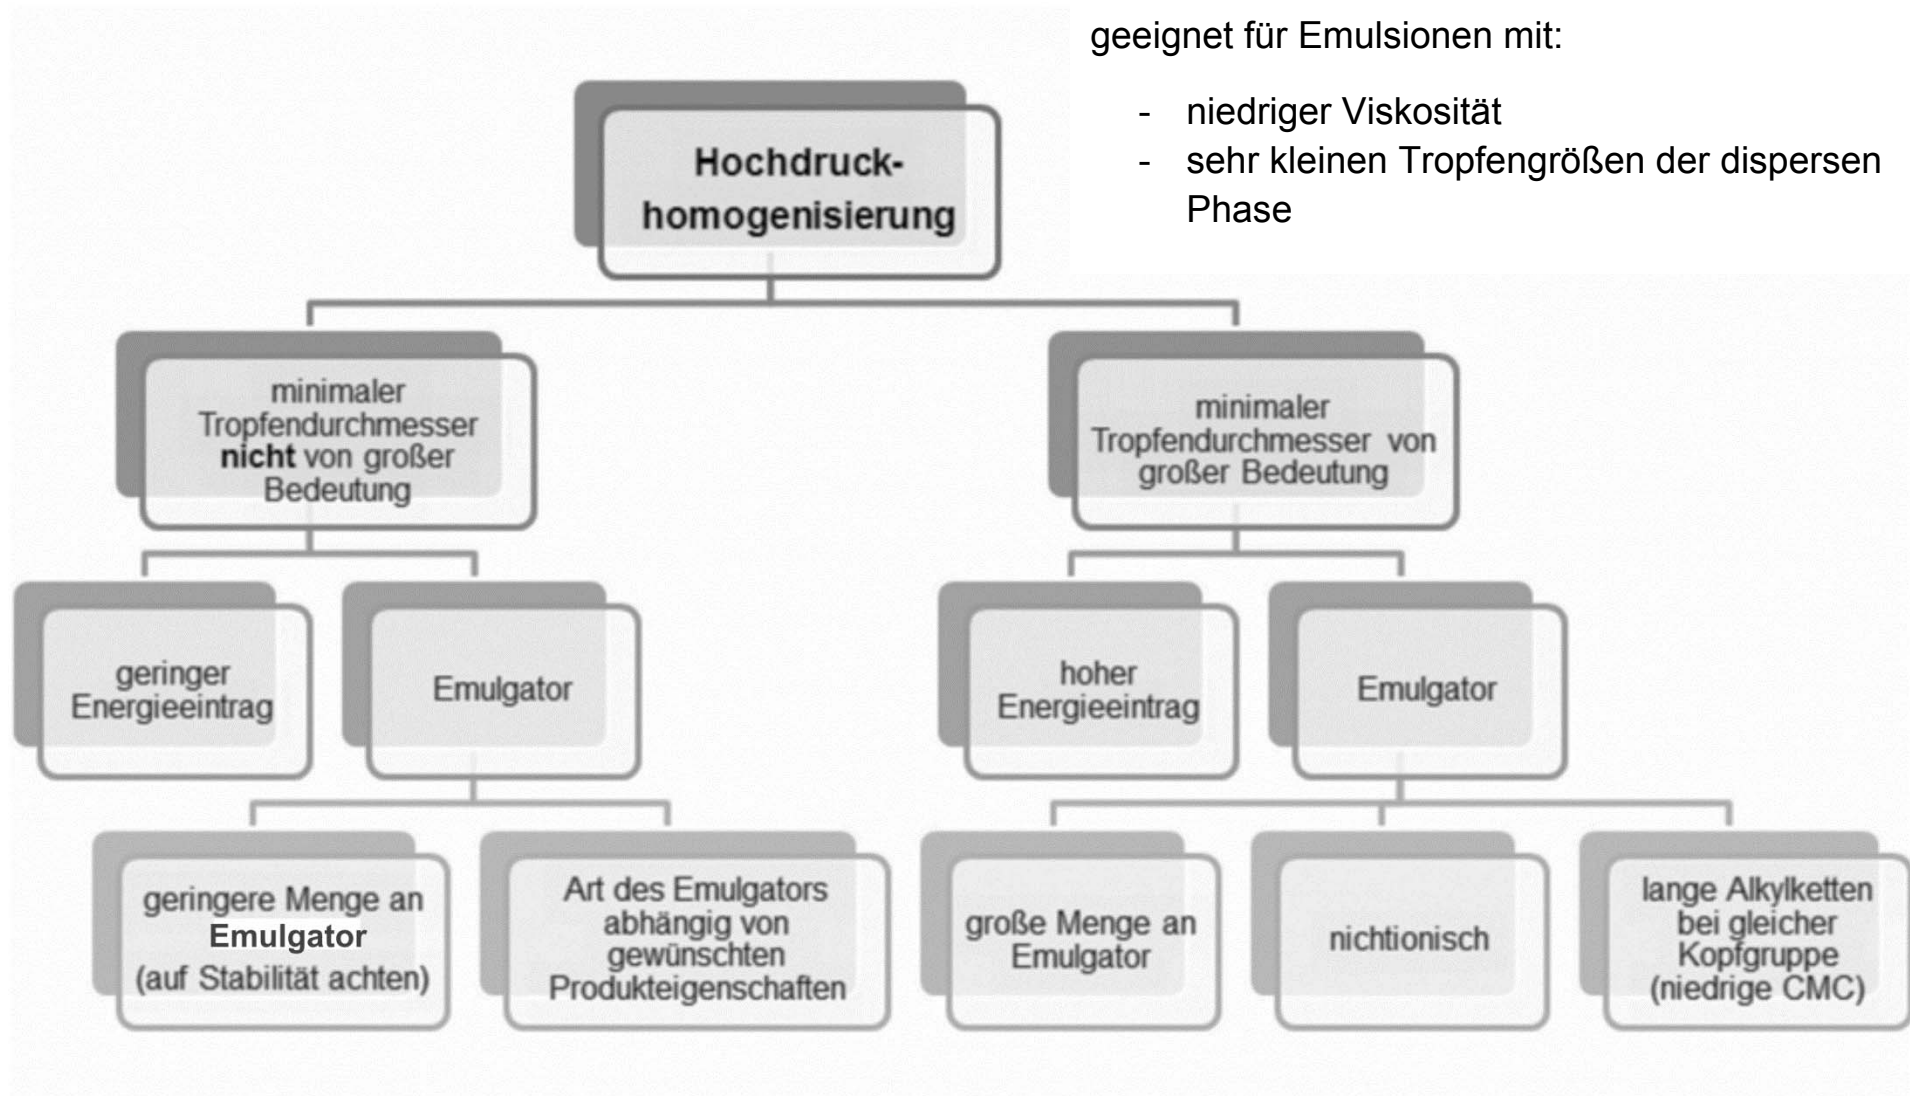 geeignet für Emulsionen mit:
- niedriger Viskosität
- sehr kleinen Tropfengrößen der dispersen
Phase
Hochdruck-
homogenisierung
minimaler
Tropfendurchmesser
nicht von großer
Bedeutung
minimaler
Tropfendurchmesser von
großer Bedeutung
geringer
Energieeintrag
Emulgator
hoher
Energieeintrag
Emulgator
geringere Menge an
Emulgator
(auf Stabilität achten)
Art des Emulgators
abhängig von
gewünschten
Produkteigenschaften
große Menge an
Emulgator
nichtionisch
lange Alkylketten
bei gleicher
Kopfgruppe
(niedrige CMC)